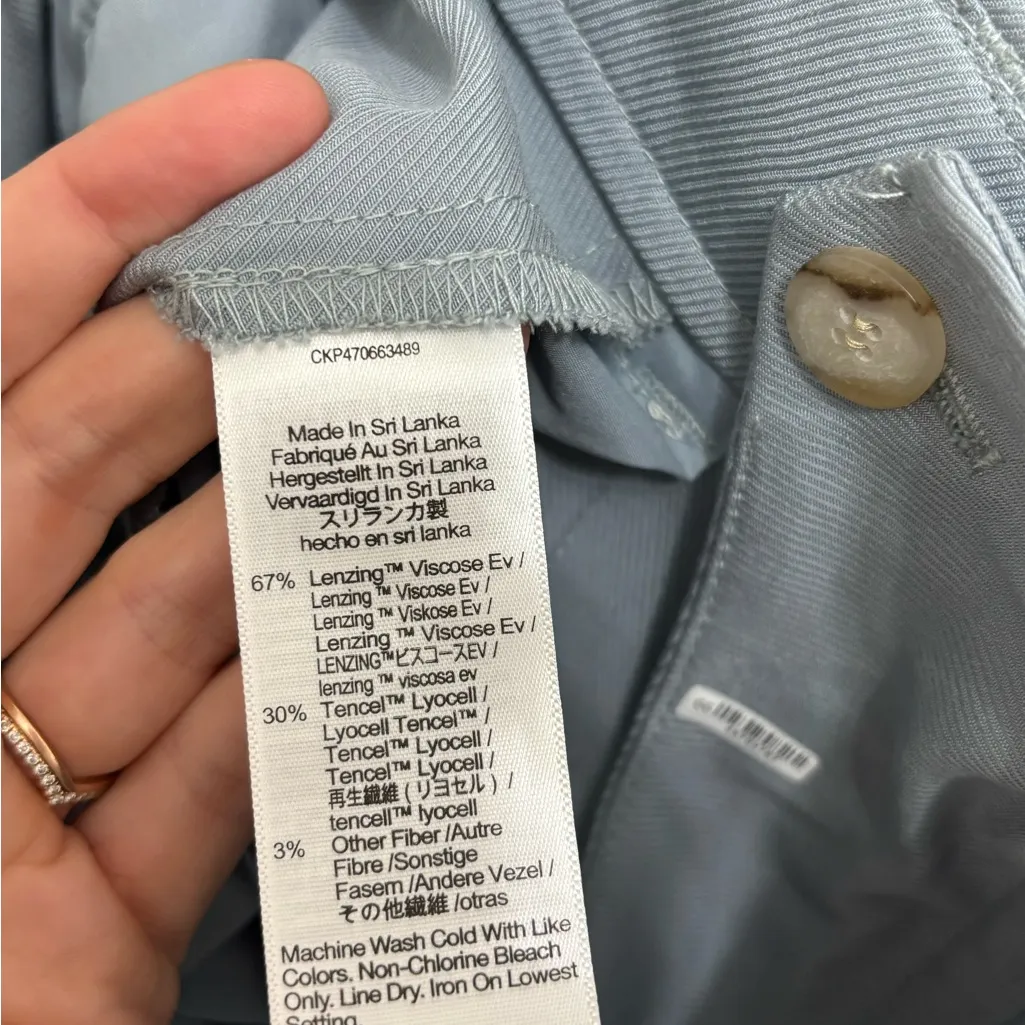 CKP470663489
Made In Sri Lanka
Fabriqué Au Sri Lanka
Hergestellt In Sri Lanka
Vervaardigd In Sri Lanka
スリランカ製
hecho en sri lanka
67% Lenzing™ Viscose Ev /
Lenzing ™ Viscose Ev /
Lenzing ™ Viskose Ev /
Lenzing ™ Viscose Ev /
LENZING™ビスコースEV /
lenzing ™ viscosa ev
30% Tencel™ Lyocell /
Lyocell Tencel™ /
Tencel™ Lyocell /
Tencel™ Lyocell /
再生繊維 ( リヨセル ) /
tencell™ lyocell
3% Other Fiber /Autre
Fibre /Sonstige
Fasern /Andere Vezel /
その他繊維 /otras
Machine Wash Cold With Like
Colors. Non-Chlorine Bleach
Only. Line Dry. Iron On Lowest
Setting.